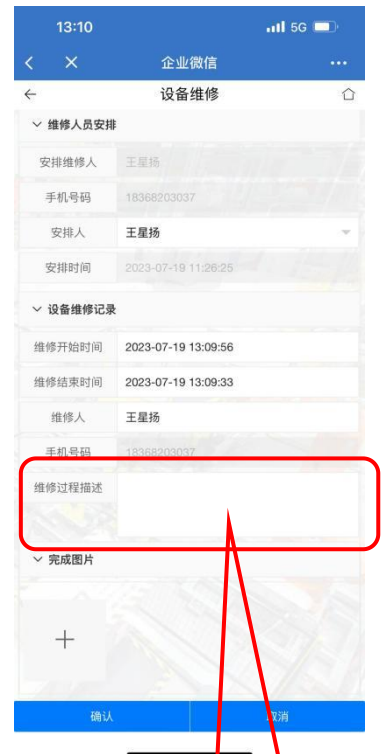 13:10 5G
企业微信
设备维修
维修人员安排
安排维修人 王星扬
手机号码 18368203037
安排人 王星扬
安排时间 2023-07-19 11:26:25
设备维修记录
维修开始时间 2023-07-19 13:09:56
维修结束时间 2023-07-19 13:09:33
维修人 王星扬
手机号码 18368203037
维修过程描述
完成图片
确认 取消